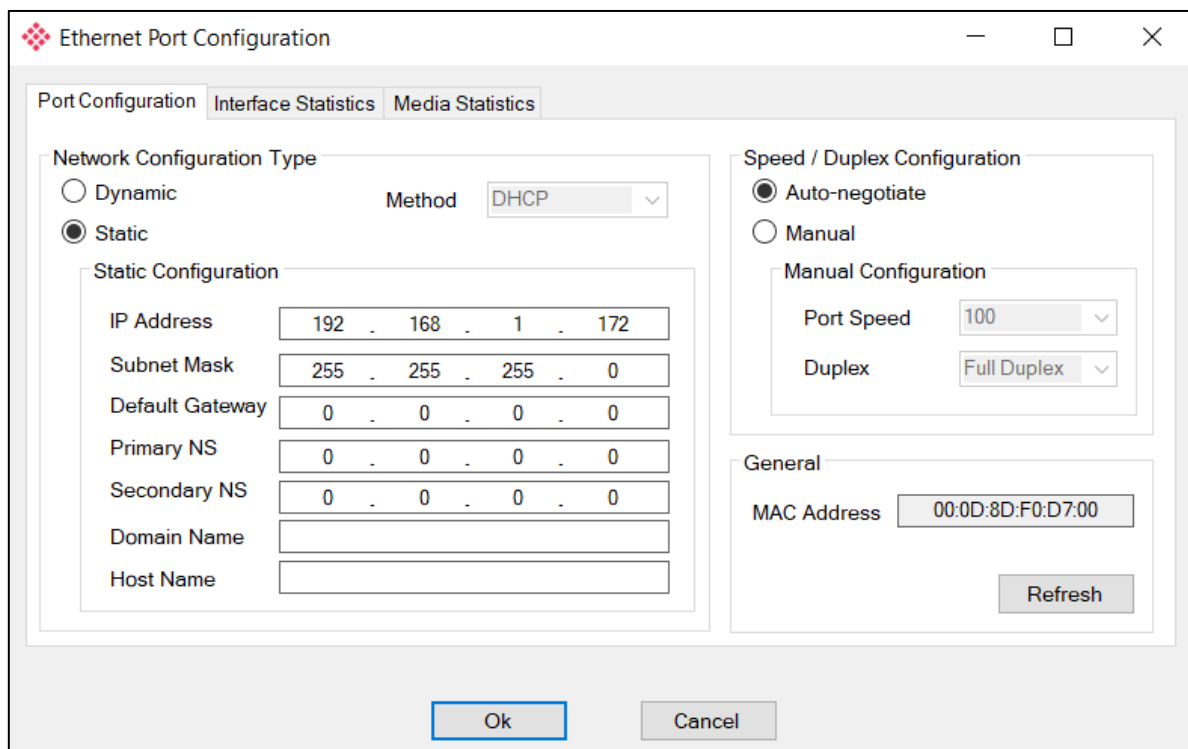 Ethernet Port Configuration
Port Configuration Interface Statistics Media Statistics
Network Configuration Type
Dynamic
Method DHCP
Static
Static Configuration
IP Address 192 . 168 . 1 . 172
Subnet Mask 255 . 255 . 255 . 0
Default Gateway 0 . 0 . 0 . 0
Primary NS 0 . 0 . 0 . 0
Secondary NS 0 . 0 . 0 . 0
Domain Name
Host Name
Speed / Duplex Configuration
Auto-negotiate
Manual
Manual Configuration
Port Speed 100
Duplex Full Duplex
General
MAC Address 00:0D:8D:F0:D7:00
Refresh
Ok Cancel